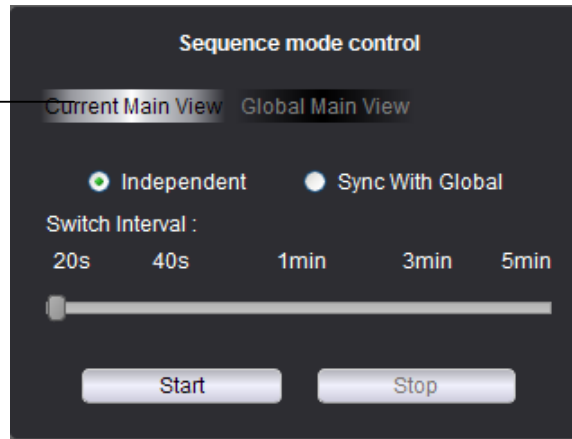 Sequence mode control
Current Main View Global Main View
Independent Sync With Global
Switch Interval :
20s 40s 1min 3min 5min
Start Stop